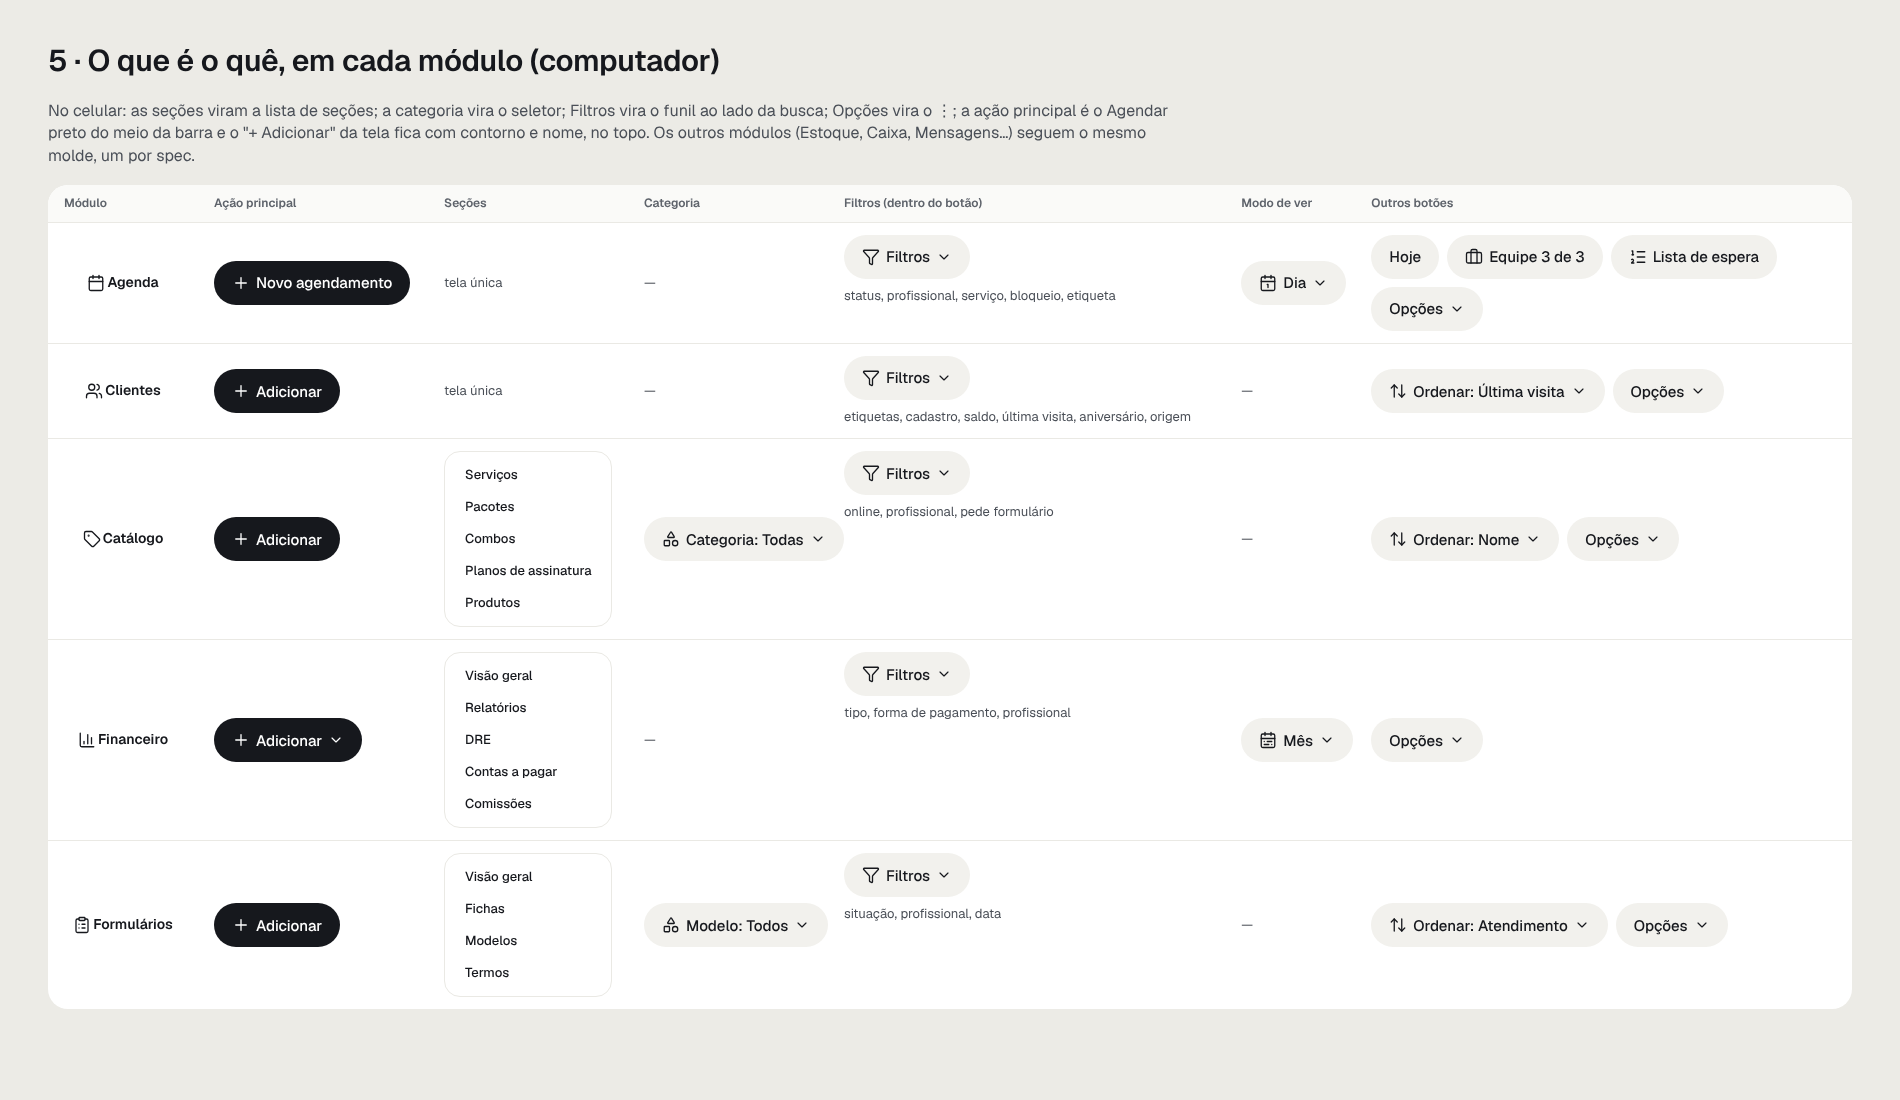 5 · O que é o quê, em cada módulo (computador)
No celular: as seções viram a lista de seções; a categoria vira o seletor; Filtros vira o funil ao lado da busca; Opções vira o ⋮; a ação principal é o Agendar
preto do meio da barra e o "+ Adicionar" da tela fica com contorno e nome, no topo. Os outros módulos (Estoque, Caixa, Mensagens...) seguem o mesmo
molde, um por spec.
Módulo Ação principal Seções Categoria Filtros (dentro do botão) Modo de ver Outros botões
Agenda
+ Novo agendamento
tela única
—
Filtros
status, profissional, serviço, bloqueio, etiqueta
Dia
Hoje
Equipe 3 de 3
Lista de espera
Opções
Clientes
+ Adicionar
tela única
—
Filtros
etiquetas, cadastro, saldo, última visita, aniversário, origem
—
Ordenar: Última visita
Opções
Catálogo
+ Adicionar
Serviços
Pacotes
Combos
Planos de assinatura
Produtos
Categoria: Todas
Filtros
online, profissional, pede formulário
—
Ordenar: Nome
Opções
Financeiro
+ Adicionar
Visão geral
Relatórios
DRE
Contas a pagar
Comissões
—
Filtros
tipo, forma de pagamento, profissional
Mês
Opções
Formulários
+ Adicionar
Visão geral
Fichas
Modelos
Termos
Modelo: Todos
Filtros
situação, profissional, data
—
Ordenar: Atendimento
Opções